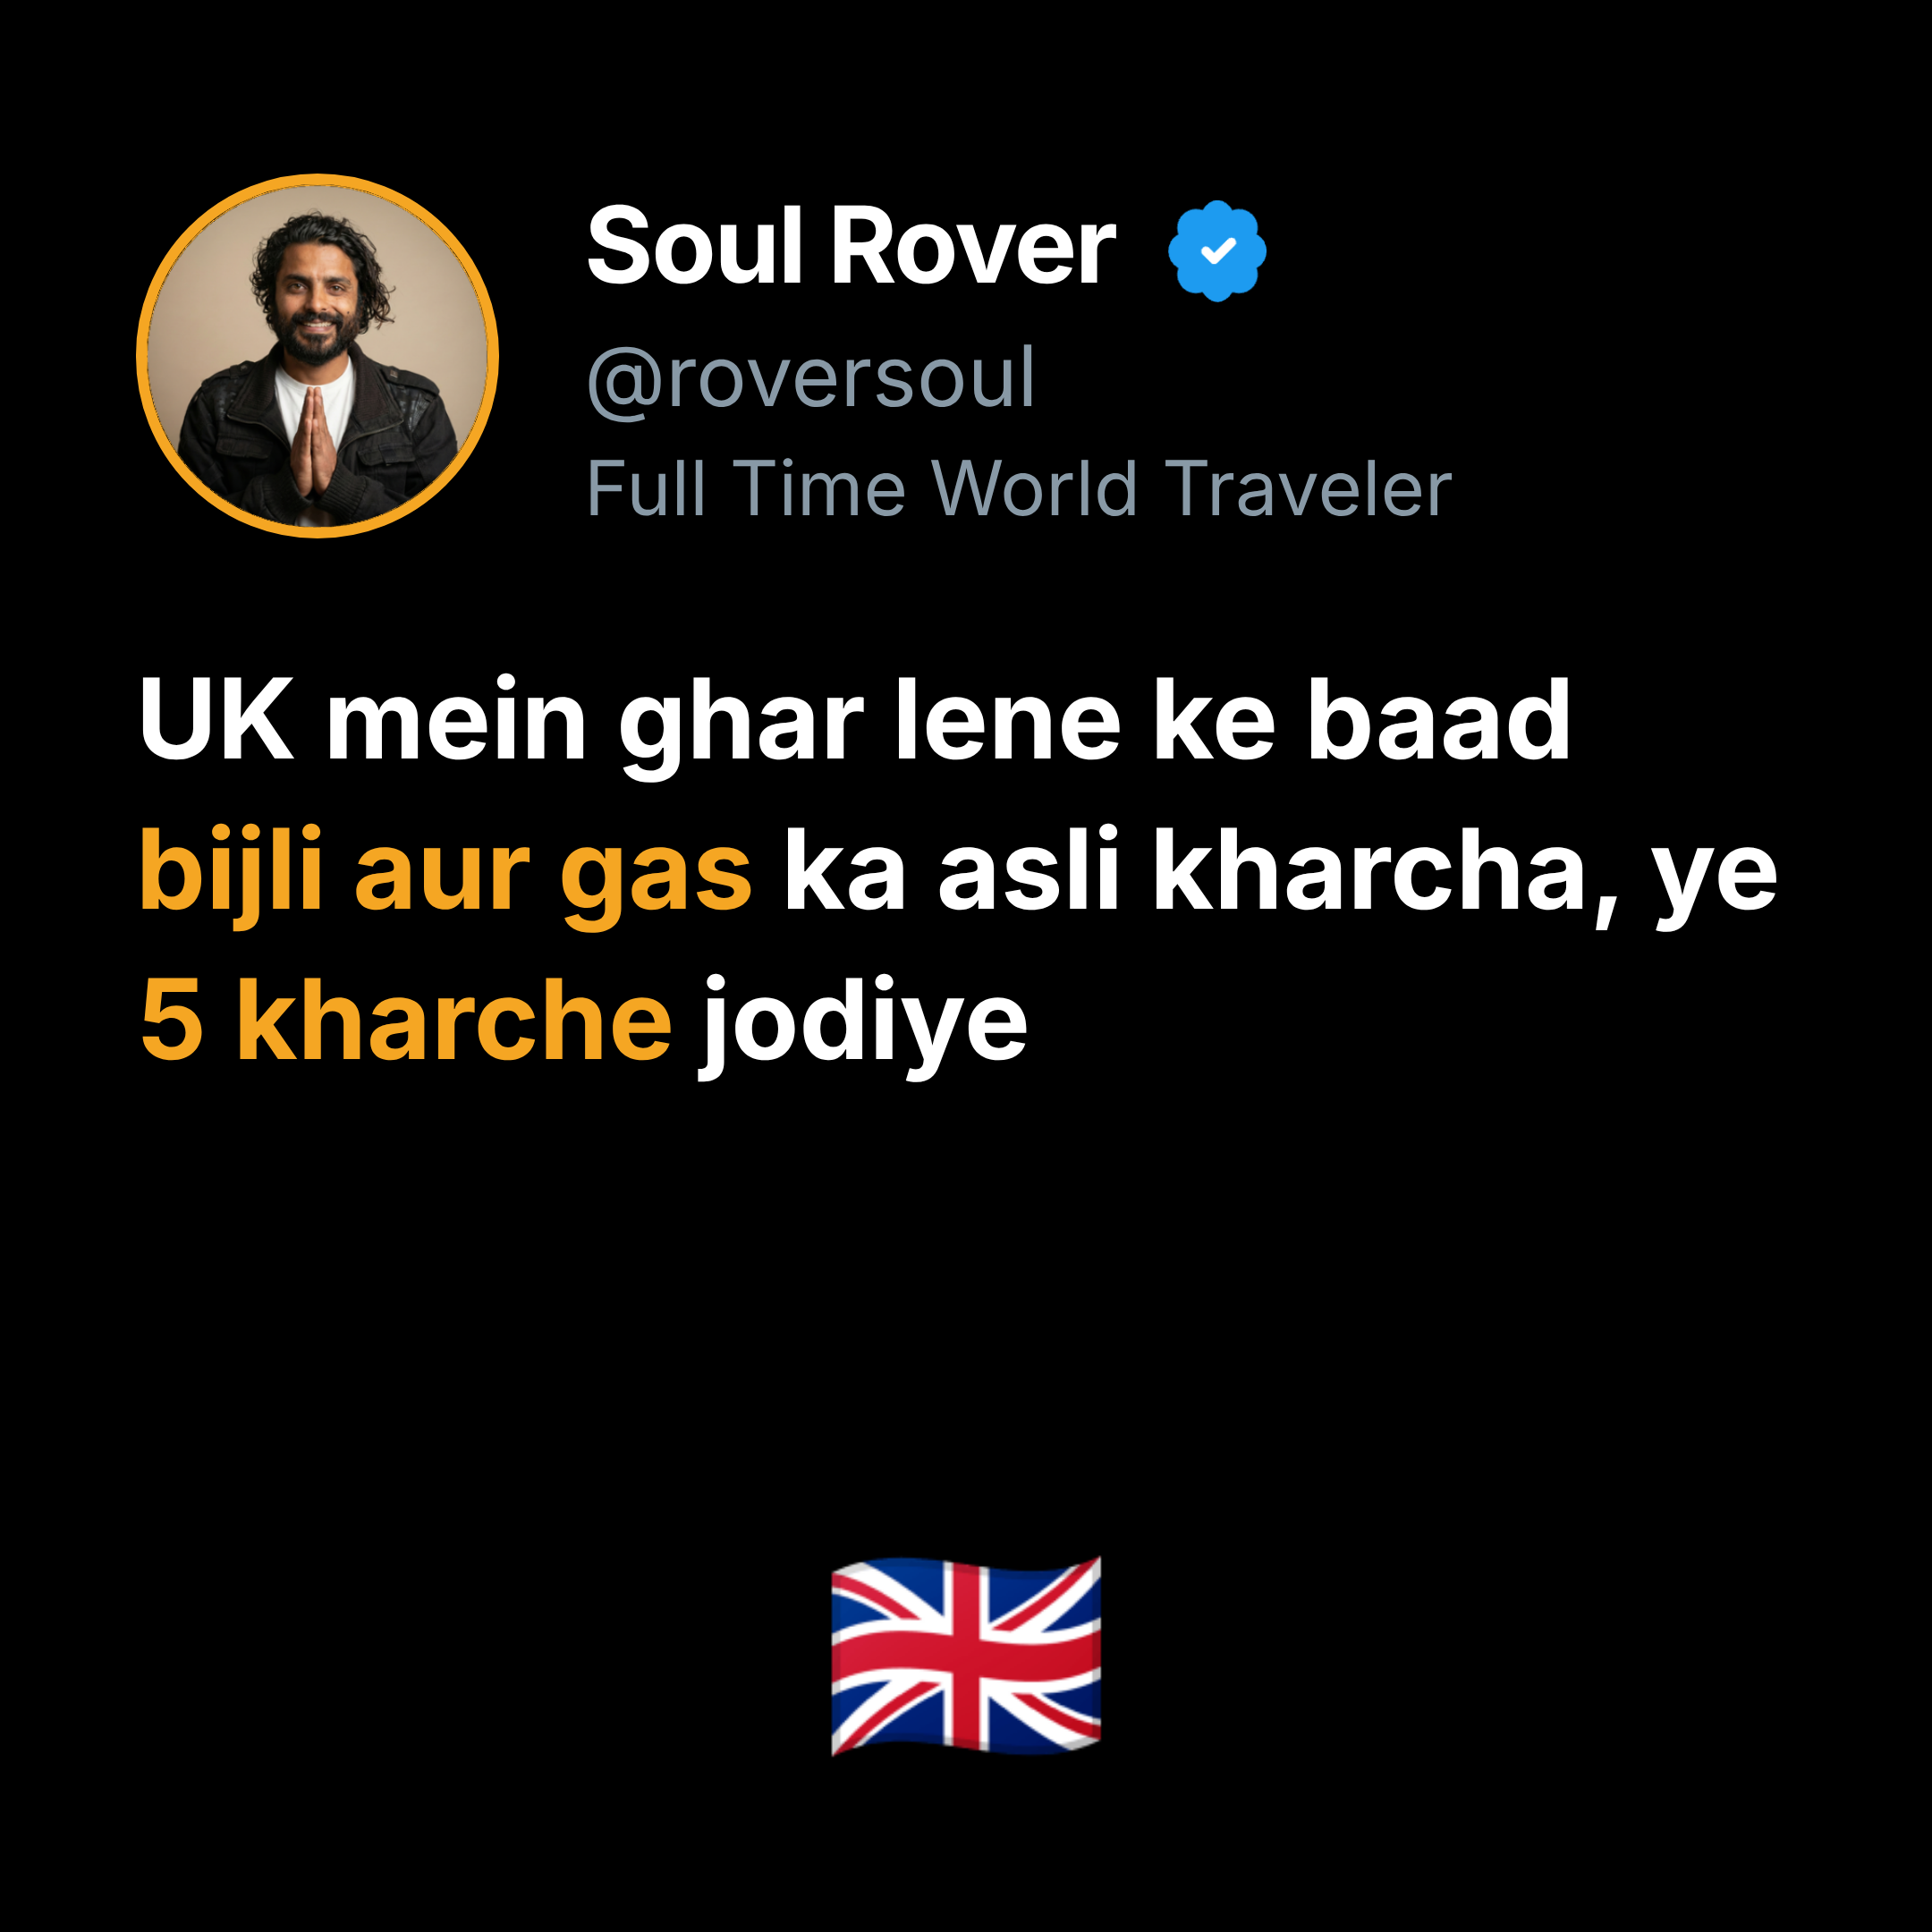 Soul Rover
@roversoul
Full Time World Traveler
UK mein ghar lene ke baad
bijli aur gas ka asli kharcha, ye
5 kharche jodiye